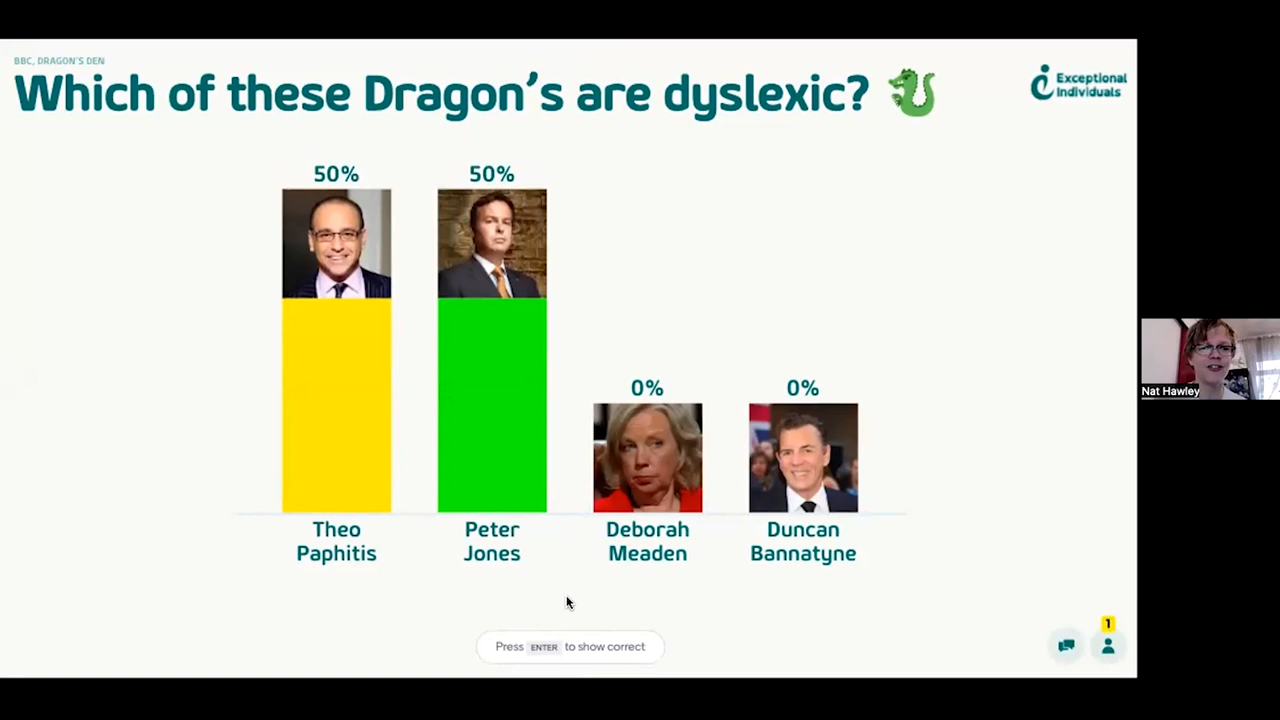 BBC, DRAGON'S DEN
Which of these Dragon's are dyslexic?
Exceptional
Individuals
50%
50%
0%
0%
Theo
Paphitis
Peter
Jones
Deborah
Meaden
Duncan
Bannatyne
Nat Hawley
1
Press ENTER to show correct